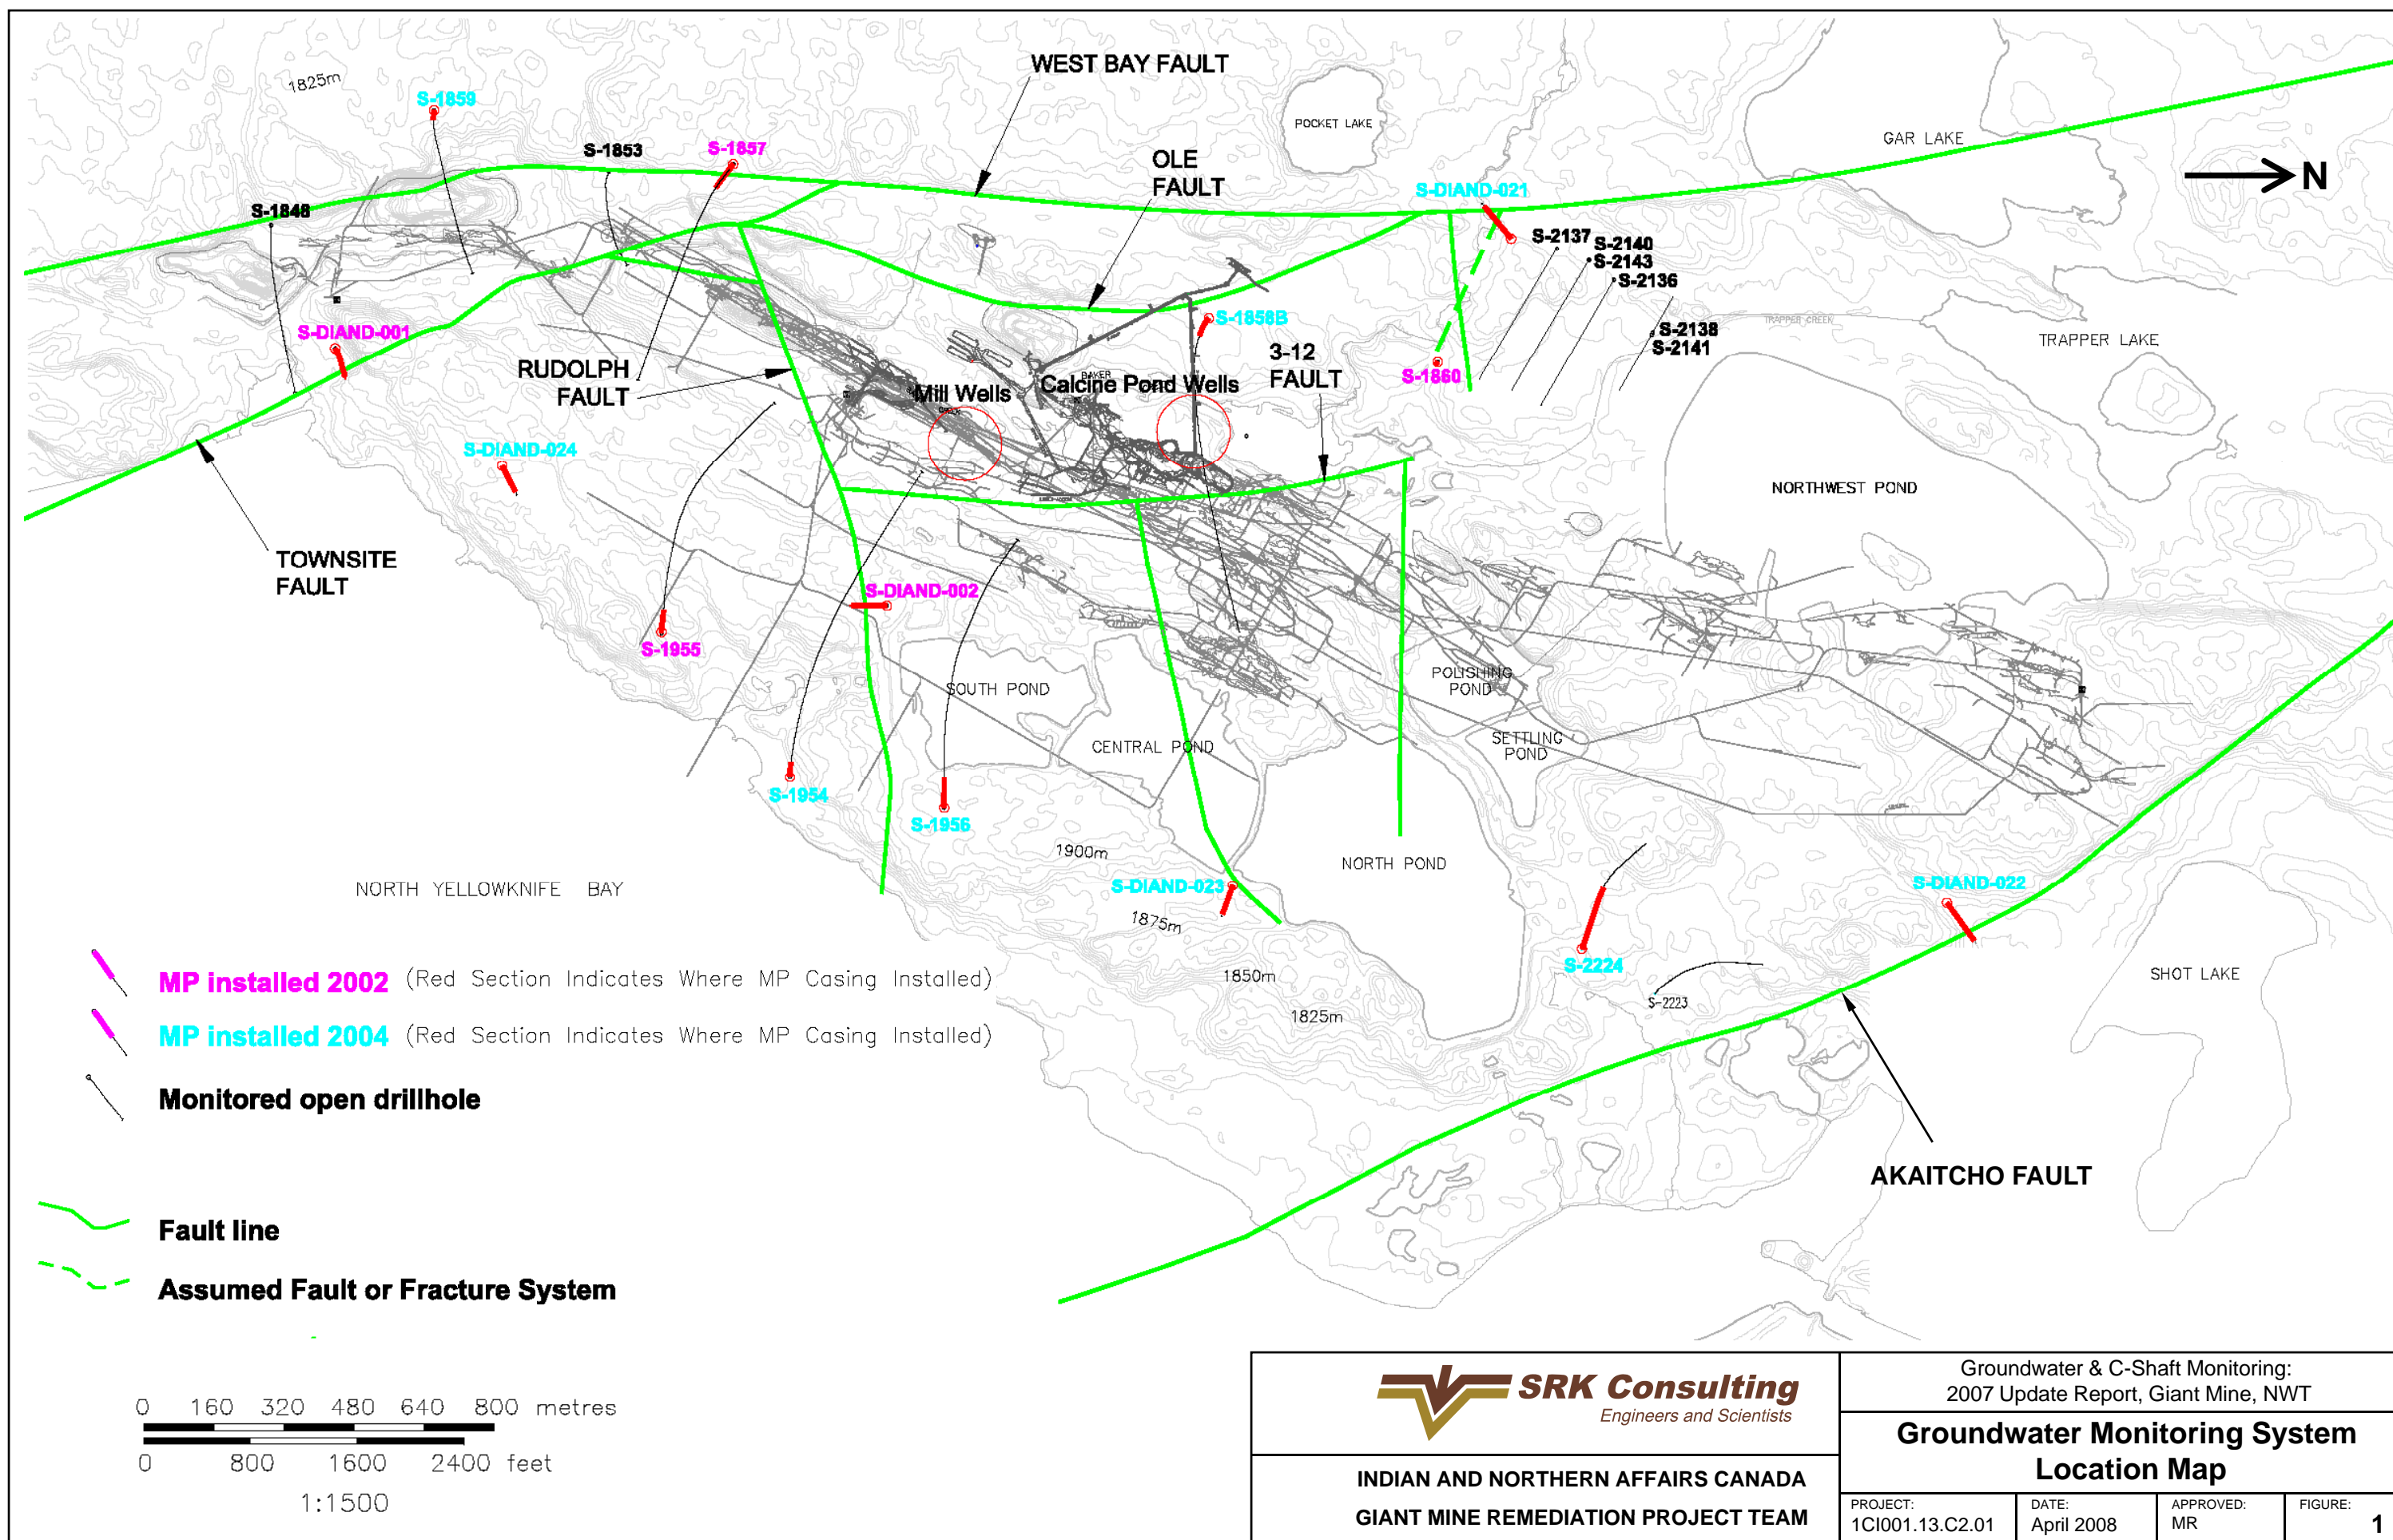 1825m
S-1859
WEST BAY FAULT
POCKET LAKE
GAR LAKE
S-1853
S-1857
OLE
FAULT
S-DIAND-021
N
S-1848
S-2137
S-2140
S-2143
S-2136
S-DIAND-001
S-1858B
TRAPPER CREEK
S-2138
S-2141
TRAPPER LAKE
RUDOLPH
FAULT
3-12
FAULT
S-1860
BAKER
Mill Wells
Calcine Pond Wells
S-DIAND-024
NORTHWEST POND
TOWNSITE
FAULT
S-DIAND-002
S-1955
SOUTH POND
POLISHING
POND
CENTRAL POND
SETTLING
POND
S-1954
S-1956
1900m
NORTH POND
NORTH YELLOWKNIFE BAY
S-DIAND-023
S-DIAND-022
1875m
S-2224
1850m
SHOT LAKE
S-2223
1825m
MP installed 2002 (Red Section Indicates Where MP Casing Installed)
MP installed 2004 (Red Section Indicates Where MP Casing Installed)
Monitored open drillhole
AKAITCHO FAULT
Fault line
Assumed Fault or Fracture System
0 160 320 480 640 800 metres
0 800 1600 2400 feet
1:1500
SRK Consulting
Engineers and Scientists
INDIAN AND NORTHERN AFFAIRS CANADA
GIANT MINE REMEDIATION PROJECT TEAM
Groundwater & C-Shaft Monitoring:
2007 Update Report, Giant Mine, NWT
Groundwater Monitoring System
Location Map
PROJECT:
1CI001.13.C2.01
DATE:
April 2008
APPROVED:
MR
FIGURE:
1